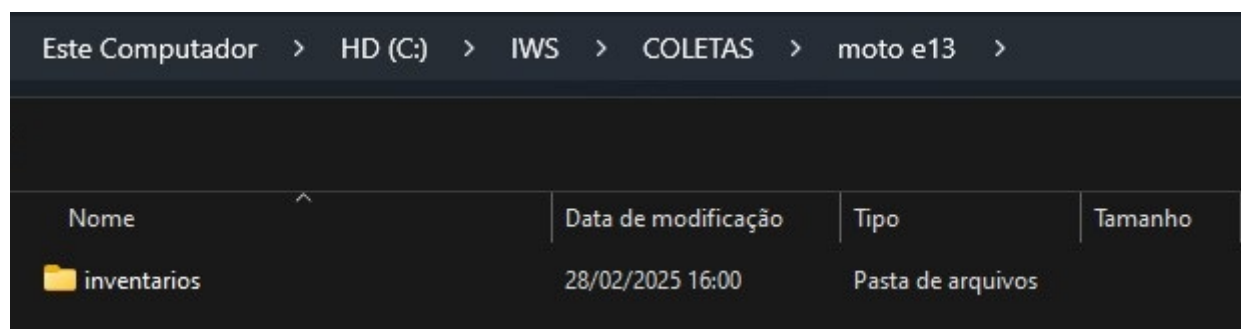 Este Computador > HD (C:) > IWS > COLETAS > moto e13 >
Nome Data de modificação Tipo Tamanho
inventarios 28/02/2025 16:00 Pasta de arquivos